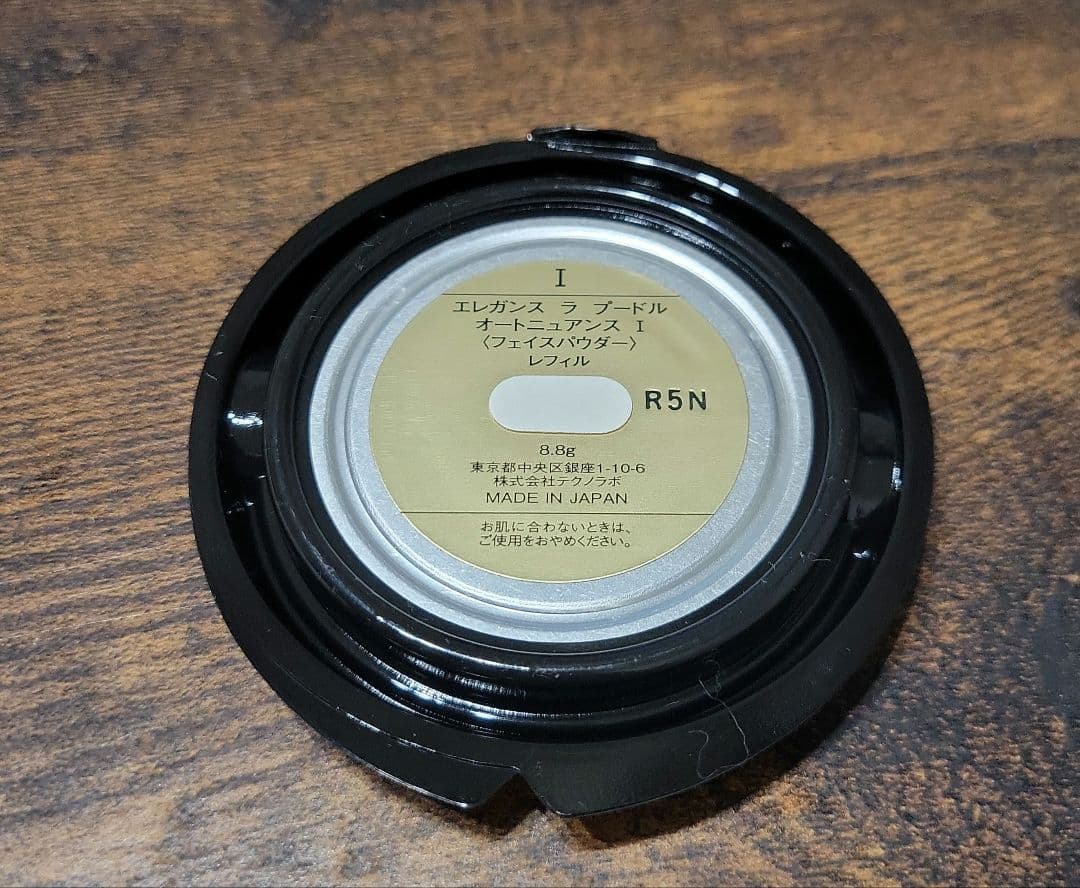 I
エレガンス ラ プードル
オートニュアンス I
〈フェイスパウダー〉
レフィル
R5N
8.8g
東京都中央区銀座1-10-6
株式会社テクノラボ
MADE IN JAPAN
お肌に合わないときは、
ご使用をおやめください。